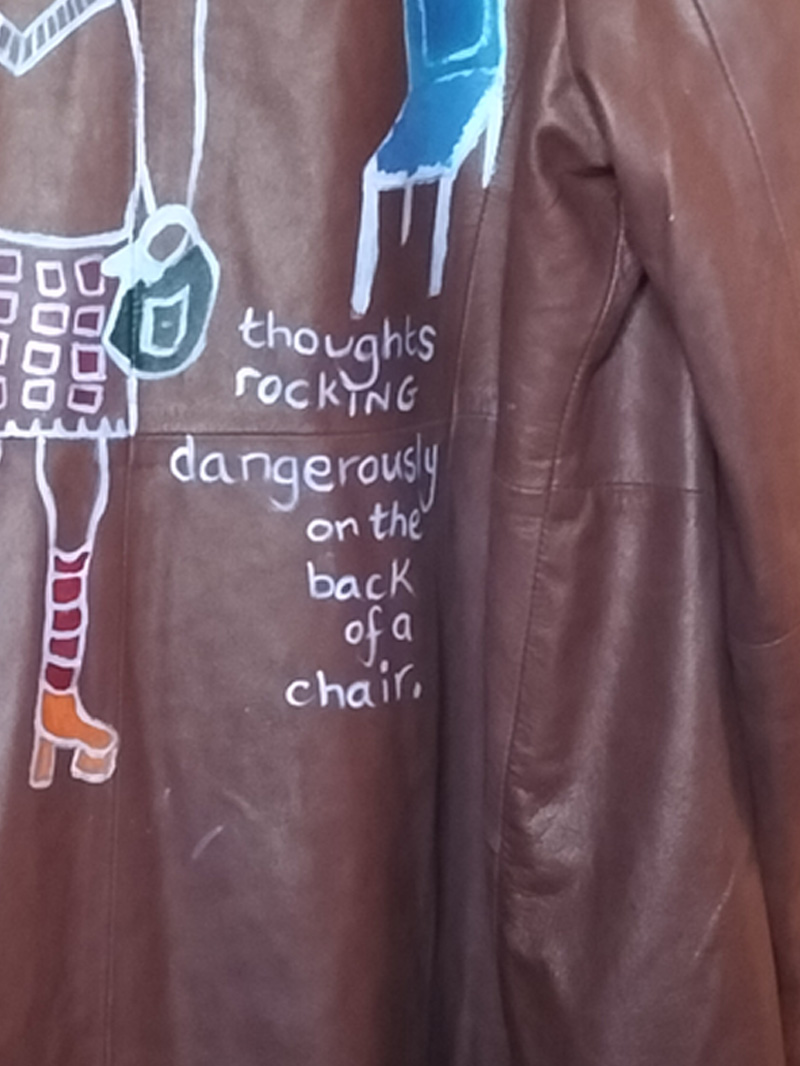 thoughts
rocKING
dangerously
on the
back
of a
chair.